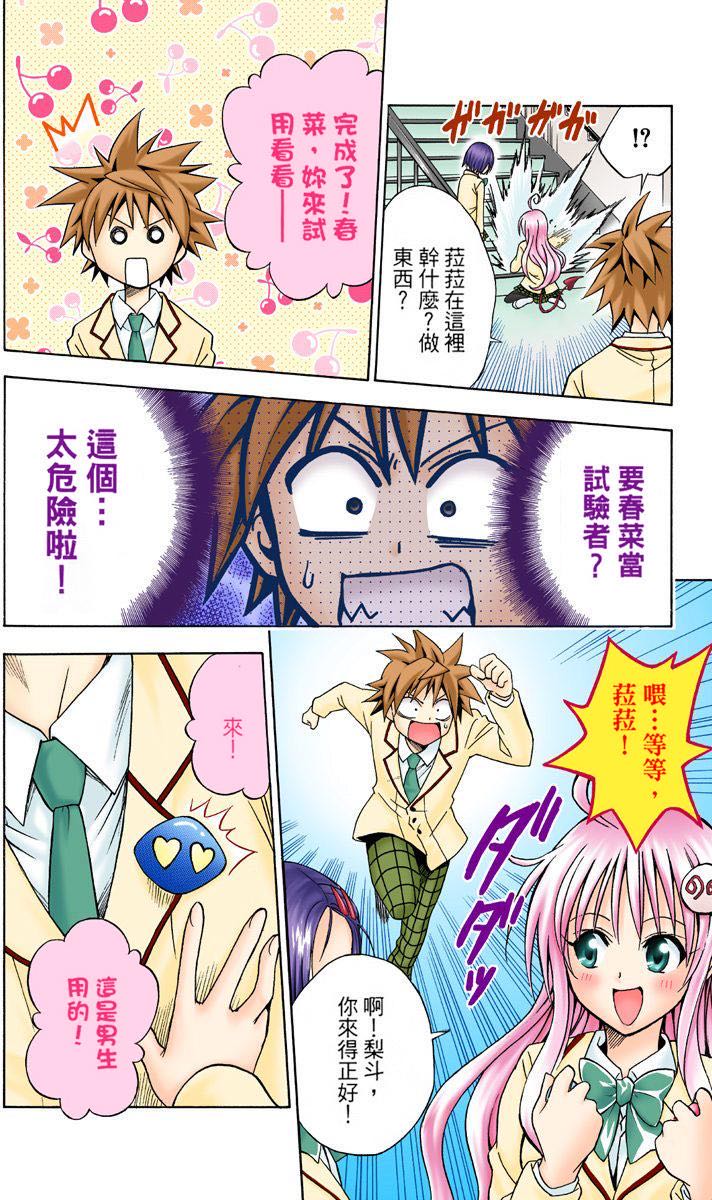 !?
ガガガガ
菈菈在這裡
幹什麼？做
東西？
完成了！春
菜，妳來試
用看看——
要春菜當
試驗者？
這個…
太危險啦！
喂…等等，
菈菈！
ダダダッ
啊！梨斗，
你來得正好！
來！
這是男生
用的！